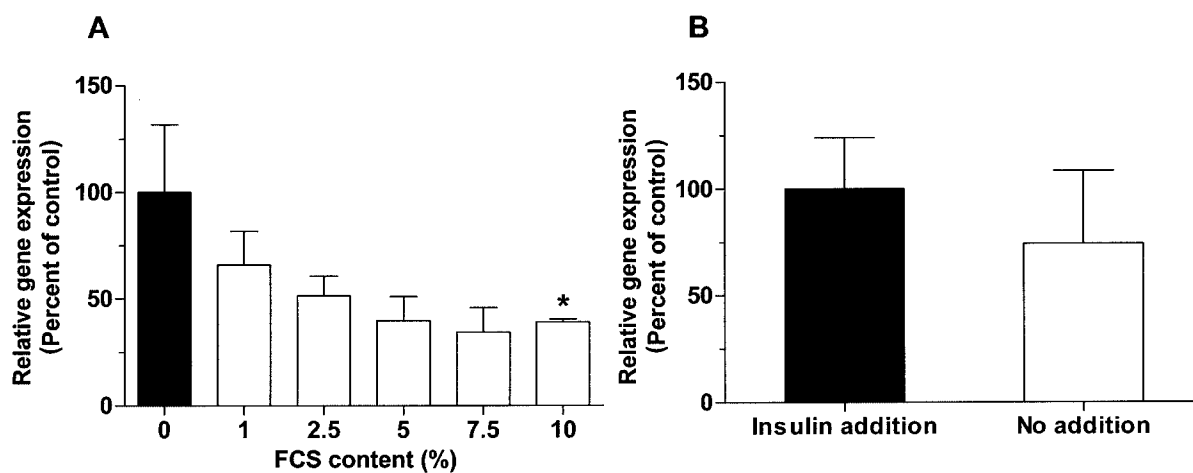 A
Relative gene expression
(Percent of control)
150
100
50
0
*
0 1 2.5 5 7.5 10
FCS content (%)
B
Relative gene expression
(Percent of control)
150
100
50
0
Insulin addition No addition